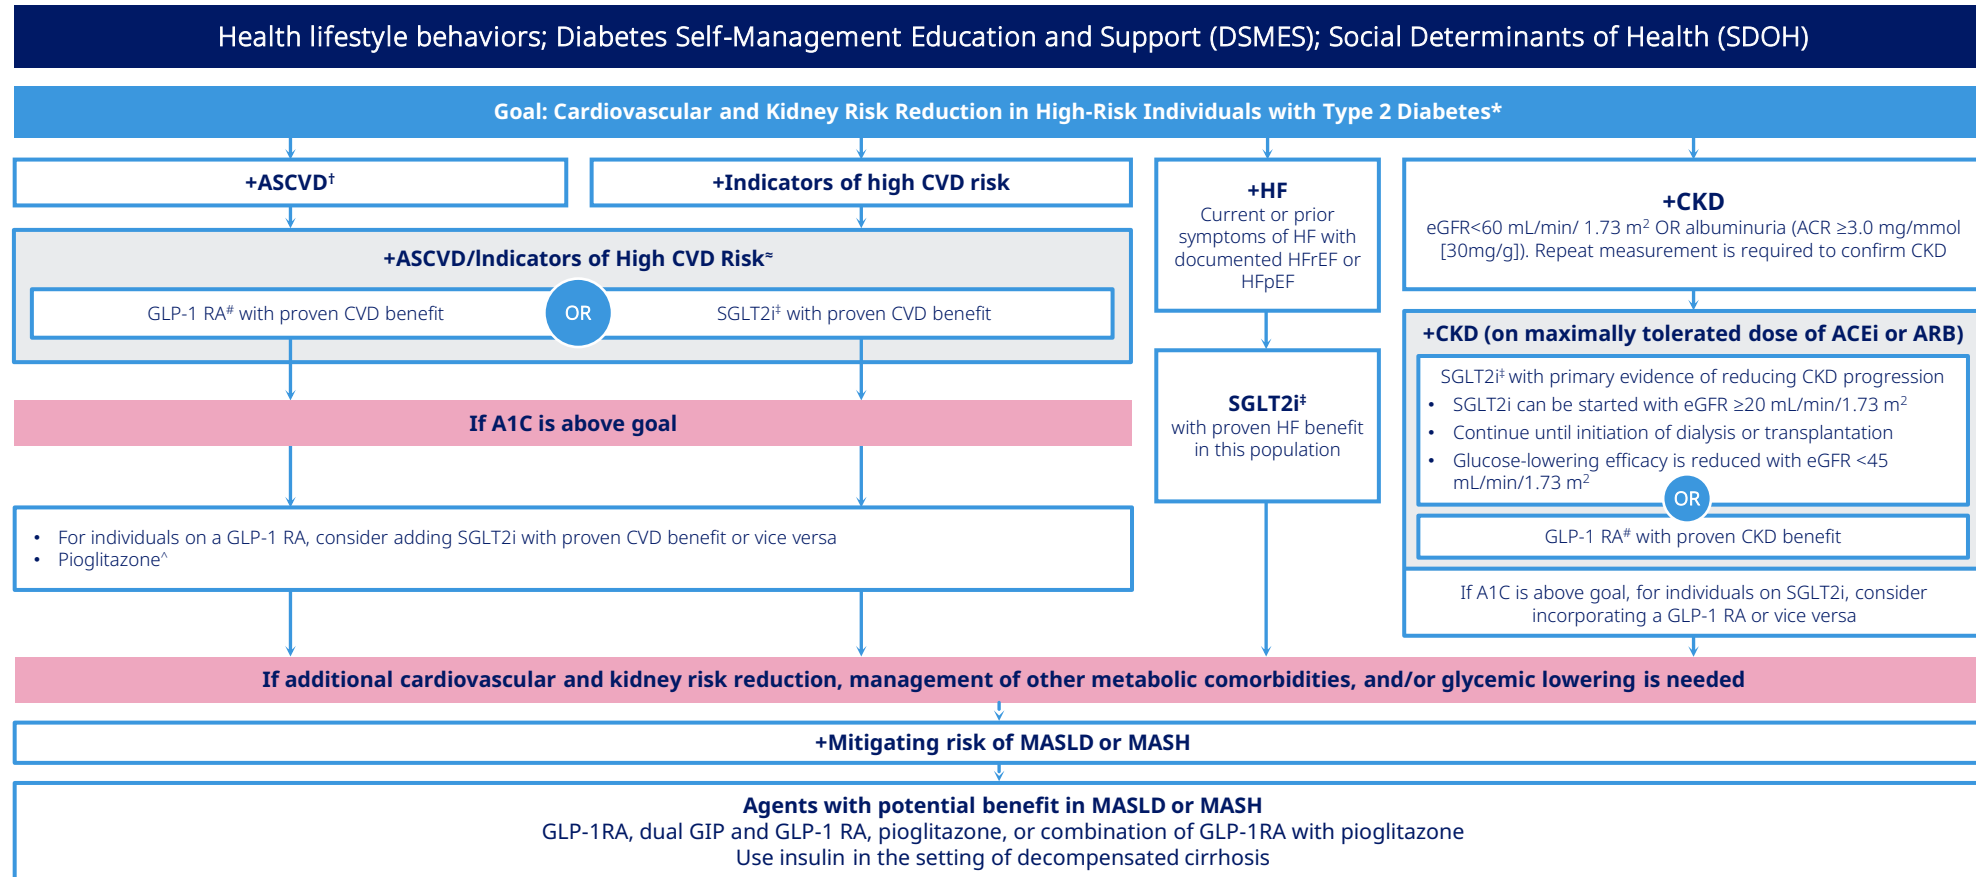 Health lifestyle behaviors; Diabetes Self-Management Education and Support (DSMES); Social Determinants of Health (SDOH)
Goal: Cardiovascular and Kidney Risk Reduction in High-Risk Individuals with Type 2 Diabetes*
+ASCVD†
+Indicators of high CVD risk
+ASCVD/Indicators of High CVD Risk≈
GLP-1 RA# with proven CVD benefit
OR
SGLT2i‡ with proven CVD benefit
If A1C is above goal
• For individuals on a GLP-1 RA, consider adding SGLT2i with proven CVD benefit or vice versa
• Pioglitazone^
+HF
Current or prior
symptoms of HF with
documented HFrEF or
HFpEF
SGLT2i‡
with proven HF benefit
in this population
+CKD
eGFR<60 mL/min/ 1.73 m² OR albuminuria (ACR ≥3.0 mg/mmol
[30mg/g]). Repeat measurement is required to confirm CKD
+CKD (on maximally tolerated dose of ACEi or ARB)
SGLT2i‡ with primary evidence of reducing CKD progression
• SGLT2i can be started with eGFR ≥20 mL/min/1.73 m²
• Continue until initiation of dialysis or transplantation
• Glucose-lowering efficacy is reduced with eGFR <45
mL/min/1.73 m²
OR
GLP-1 RA# with proven CKD benefit
If A1C is above goal, for individuals on SGLT2i, consider
incorporating a GLP-1 RA or vice versa
If additional cardiovascular and kidney risk reduction, management of other metabolic comorbidities, and/or glycemic lowering is needed
+Mitigating risk of MASLD or MASH
Agents with potential benefit in MASLD or MASH
GLP-1RA, dual GIP and GLP-1 RA, pioglitazone, or combination of GLP-1RA with pioglitazone
Use insulin in the setting of decompensated cirrhosis